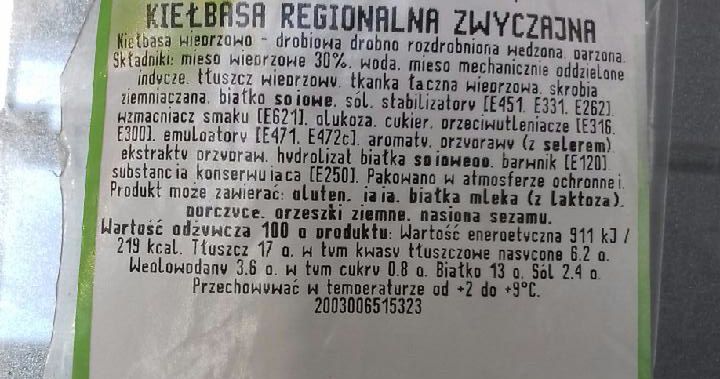 KIEŁBASA REGIONALNA ZWYCZAJNA
Kiełbasa wieprzowo - drobiowa drobno rozdrobniona wędzona, parzona.
Składniki: mięso wieprzowe 30%, woda, mięso mechanicznie oddzielone
indycze, tłuszcz wieprzowy, tkanka łączna wieprzowa, skrobia
ziemniaczana, białko sojowe, sól, stabilizatory [E451, E331, E262],
wzmacniacz smaku [E621], glukoza, cukier, przeciwutleniacze [E316,
E300], emulgatory [E471, E472c], aromaty, przyprawy (z selerem),
ekstrakty przypraw, hydrolizat białka sojowego, barwnik [E120],
substancja konserwująca [E250]. Pakowano w atmosferze ochronnej.
Produkt może zawierać: gluten, jaja, białka mleka (z laktozą),
gorczycę, orzeszki ziemne, nasiona sezamu.
Wartość odżywcza 100 g produktu: Wartość energetyczna 911 kJ /
219 kcal. Tłuszcz 17 g, w tym kwasy tłuszczowe nasycone 6.2 g.
Węglowodany 3.6 g, w tym cukry 0.8 g. Białko 13 g. Sól 2.4 g.
Przechowywać w temperaturze od +2 do +9°C.
2003006515323